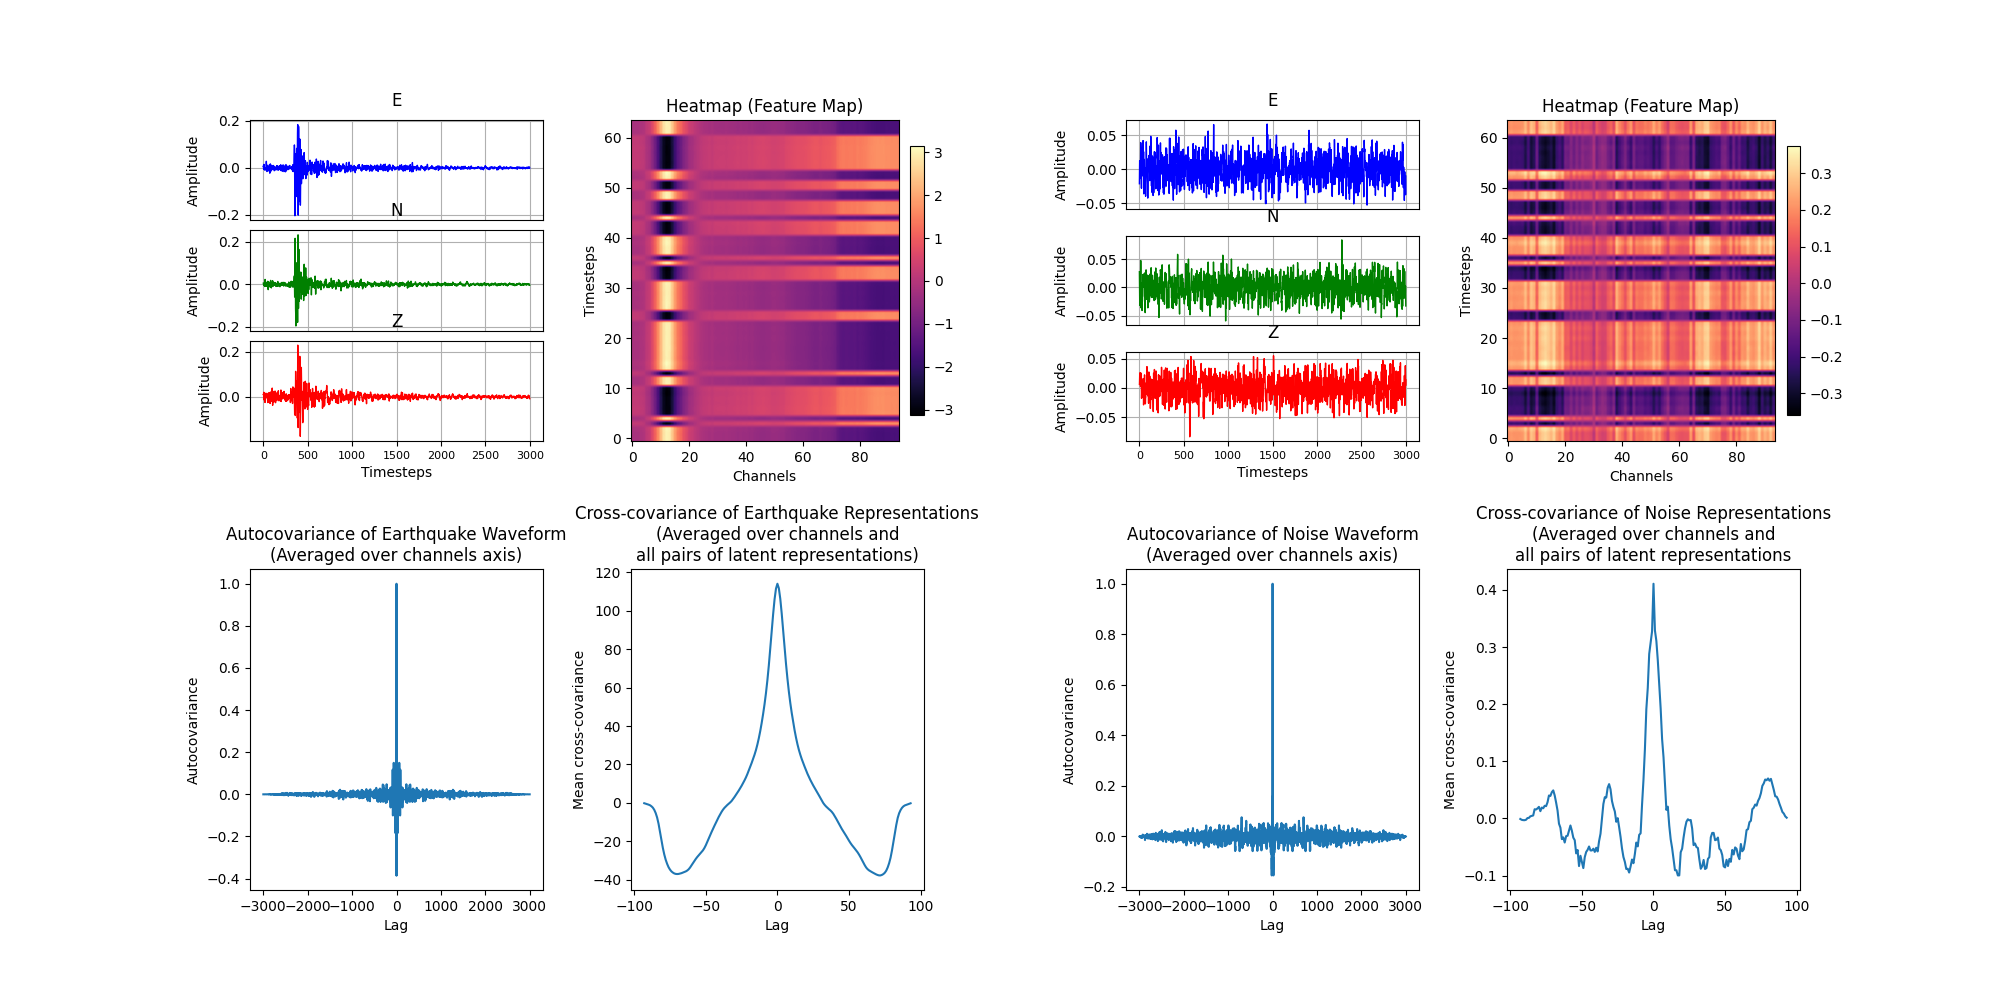 E
Heatmap (Feature Map)
E
Heatmap (Feature Map)
0.2
0.0
−0.2
Amplitude
N
0.2
0.0
−0.2
Amplitude
Z
0.2
0.0
Amplitude
0 500 1000 1500 2000 2500 3000
Timesteps
60
50
40
30
20
10
0
Timesteps
0 20 40 60 80
Channels
3
2
1
0
−1
−2
−3
0.05
0.00
−0.05
Amplitude
N
0.05
0.00
−0.05
Amplitude
Z
0.05
0.00
−0.05
Amplitude
0 500 1000 1500 2000 2500 3000
Timesteps
60
50
40
30
20
10
0
Timesteps
0 20 40 60 80
Channels
0.3
0.2
0.1
0.0
−0.1
−0.2
−0.3
Autocovariance of Earthquake Waveform
(Averaged over channels axis)
1.0
0.8
0.6
0.4
0.2
0.0
−0.2
−0.4
Autocovariance
−3000 −2000 −1000 0 1000 2000 3000
Lag
Cross-covariance of Earthquake Representations
(Averaged over channels and
all pairs of latent representations)
120
100
80
60
40
20
0
−20
−40
Mean cross-covariance
−100 −50 0 50 100
Lag
Autocovariance of Noise Waveform
(Averaged over channels axis)
1.0
0.8
0.6
0.4
0.2
0.0
−0.2
Autocovariance
−3000 −2000 −1000 0 1000 2000 3000
Lag
Cross-covariance of Noise Representations
(Averaged over channels and
all pairs of latent representations
0.4
0.3
0.2
0.1
0.0
−0.1
Mean cross-covariance
−100 −50 0 50 100
Lag